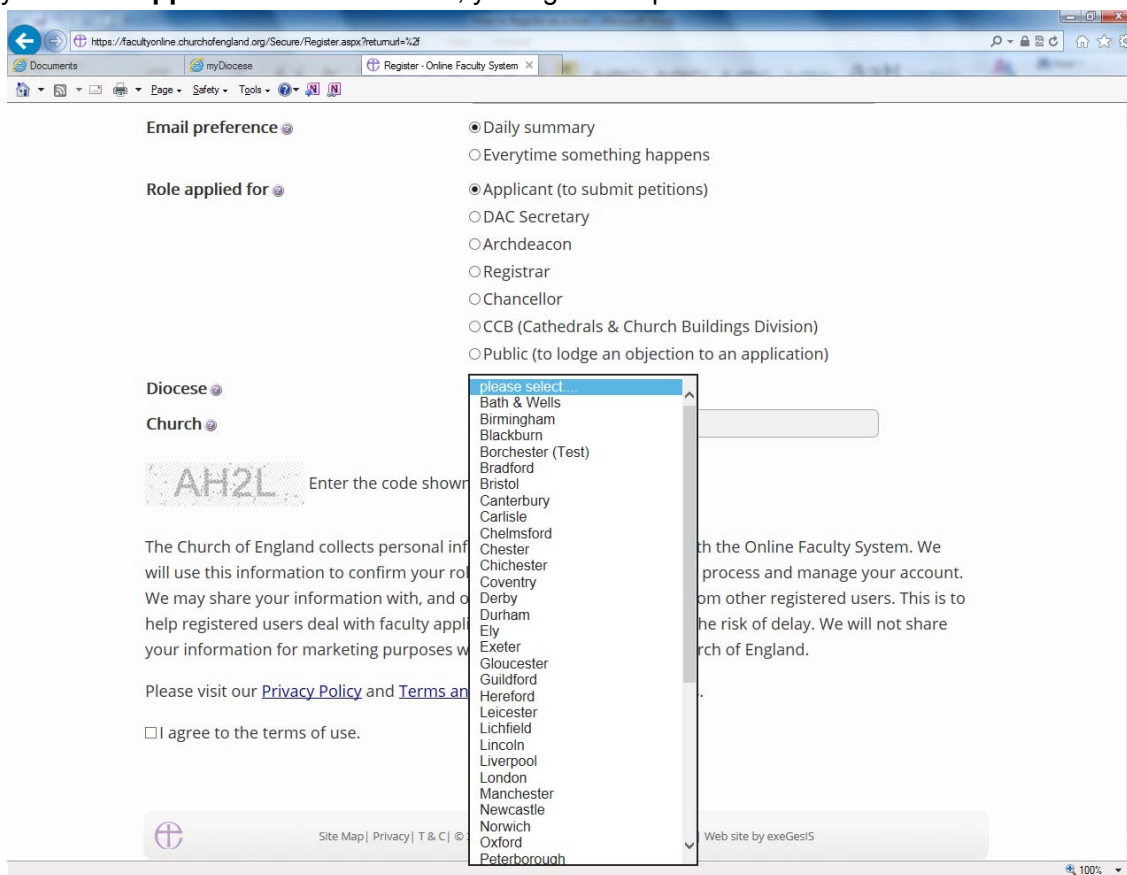 https://facultyonline.churchofengland.org/Secure/Register.aspx?returnurl=%2f
Documents myDiocese Register - Online Faculty System
Page Safety Tools
Email preference
Daily summary
Everytime something happens
Role applied for
Applicant (to submit petitions)
DAC Secretary
Archdeacon
Registrar
Chancellor
CCB (Cathedrals & Church Buildings Division)
Public (to lodge an objection to an application)
Diocese
Church
please select....
Bath & Wells
Birmingham
Blackburn
Borchester (Test)
Bradford
Bristol
Canterbury
Carlisle
Chelmsford
Chester
Chichester
Coventry
Derby
Durham
Ely
Exeter
Gloucester
Guildford
Hereford
Leicester
Lichfield
Lincoln
Liverpool
London
Manchester
Newcastle
Norwich
Oxford
Peterborough
AH2L Enter the code shown
The Church of England collects personal inf th the Online Faculty System. We
will use this information to confirm your rol process and manage your account.
We may share your information with, and o om other registered users. This is to
help registered users deal with faculty appli he risk of delay. We will not share
your information for marketing purposes w rch of England.
Please visit our Privacy Policy and Terms an .
I agree to the terms of use.
Site Map| Privacy| T & C| © Web site by exeGesIS
100%